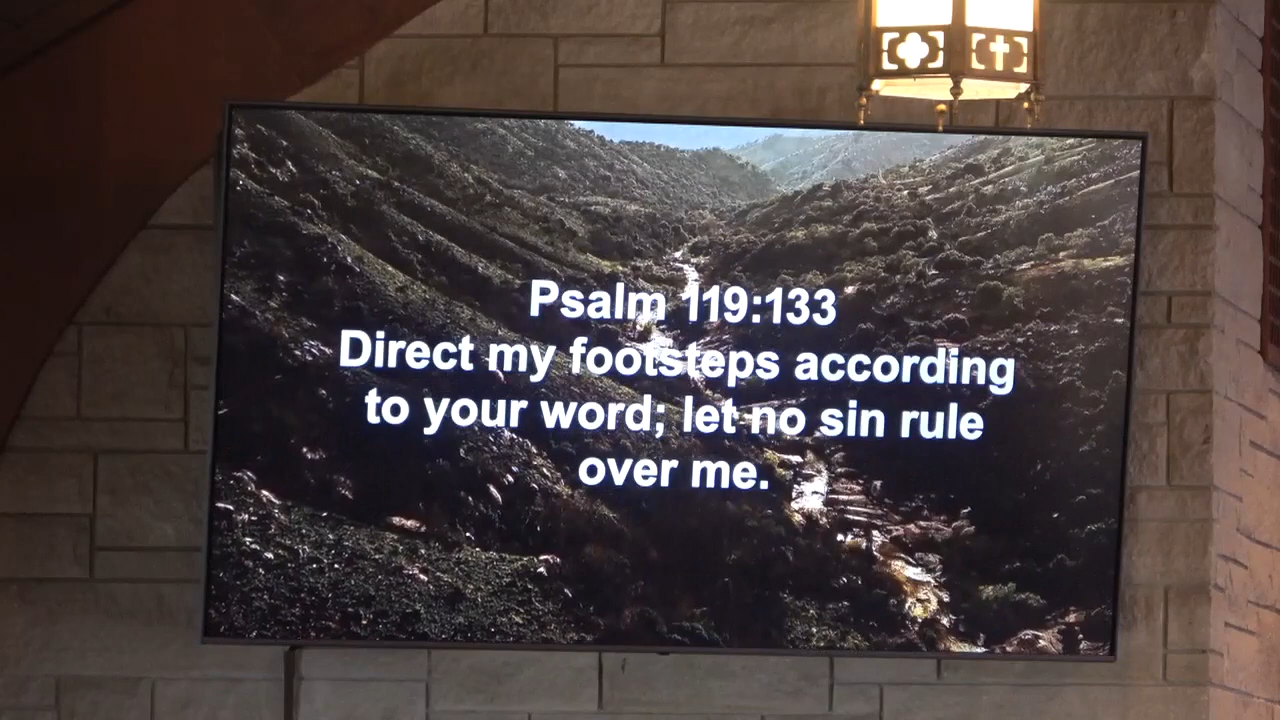 Psalm 119:133
Direct my footsteps according
to your word; let no sin rule
over me.